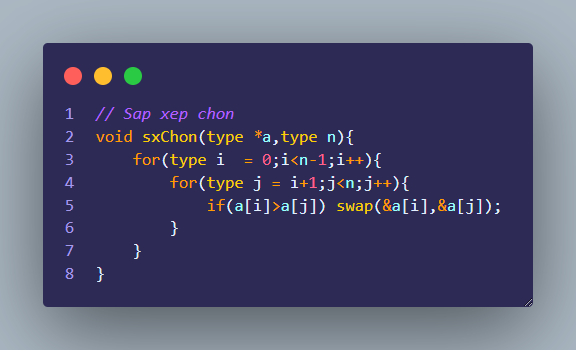 1 // Sap xep chon
2 void sxChon(type *a,type n){
3     for(type i  = 0;i<n-1;i++){
4         for(type j = i+1;j<n;j++){
5             if(a[i]>a[j]) swap(&a[i],&a[j]);
6         }
7     }
8 }